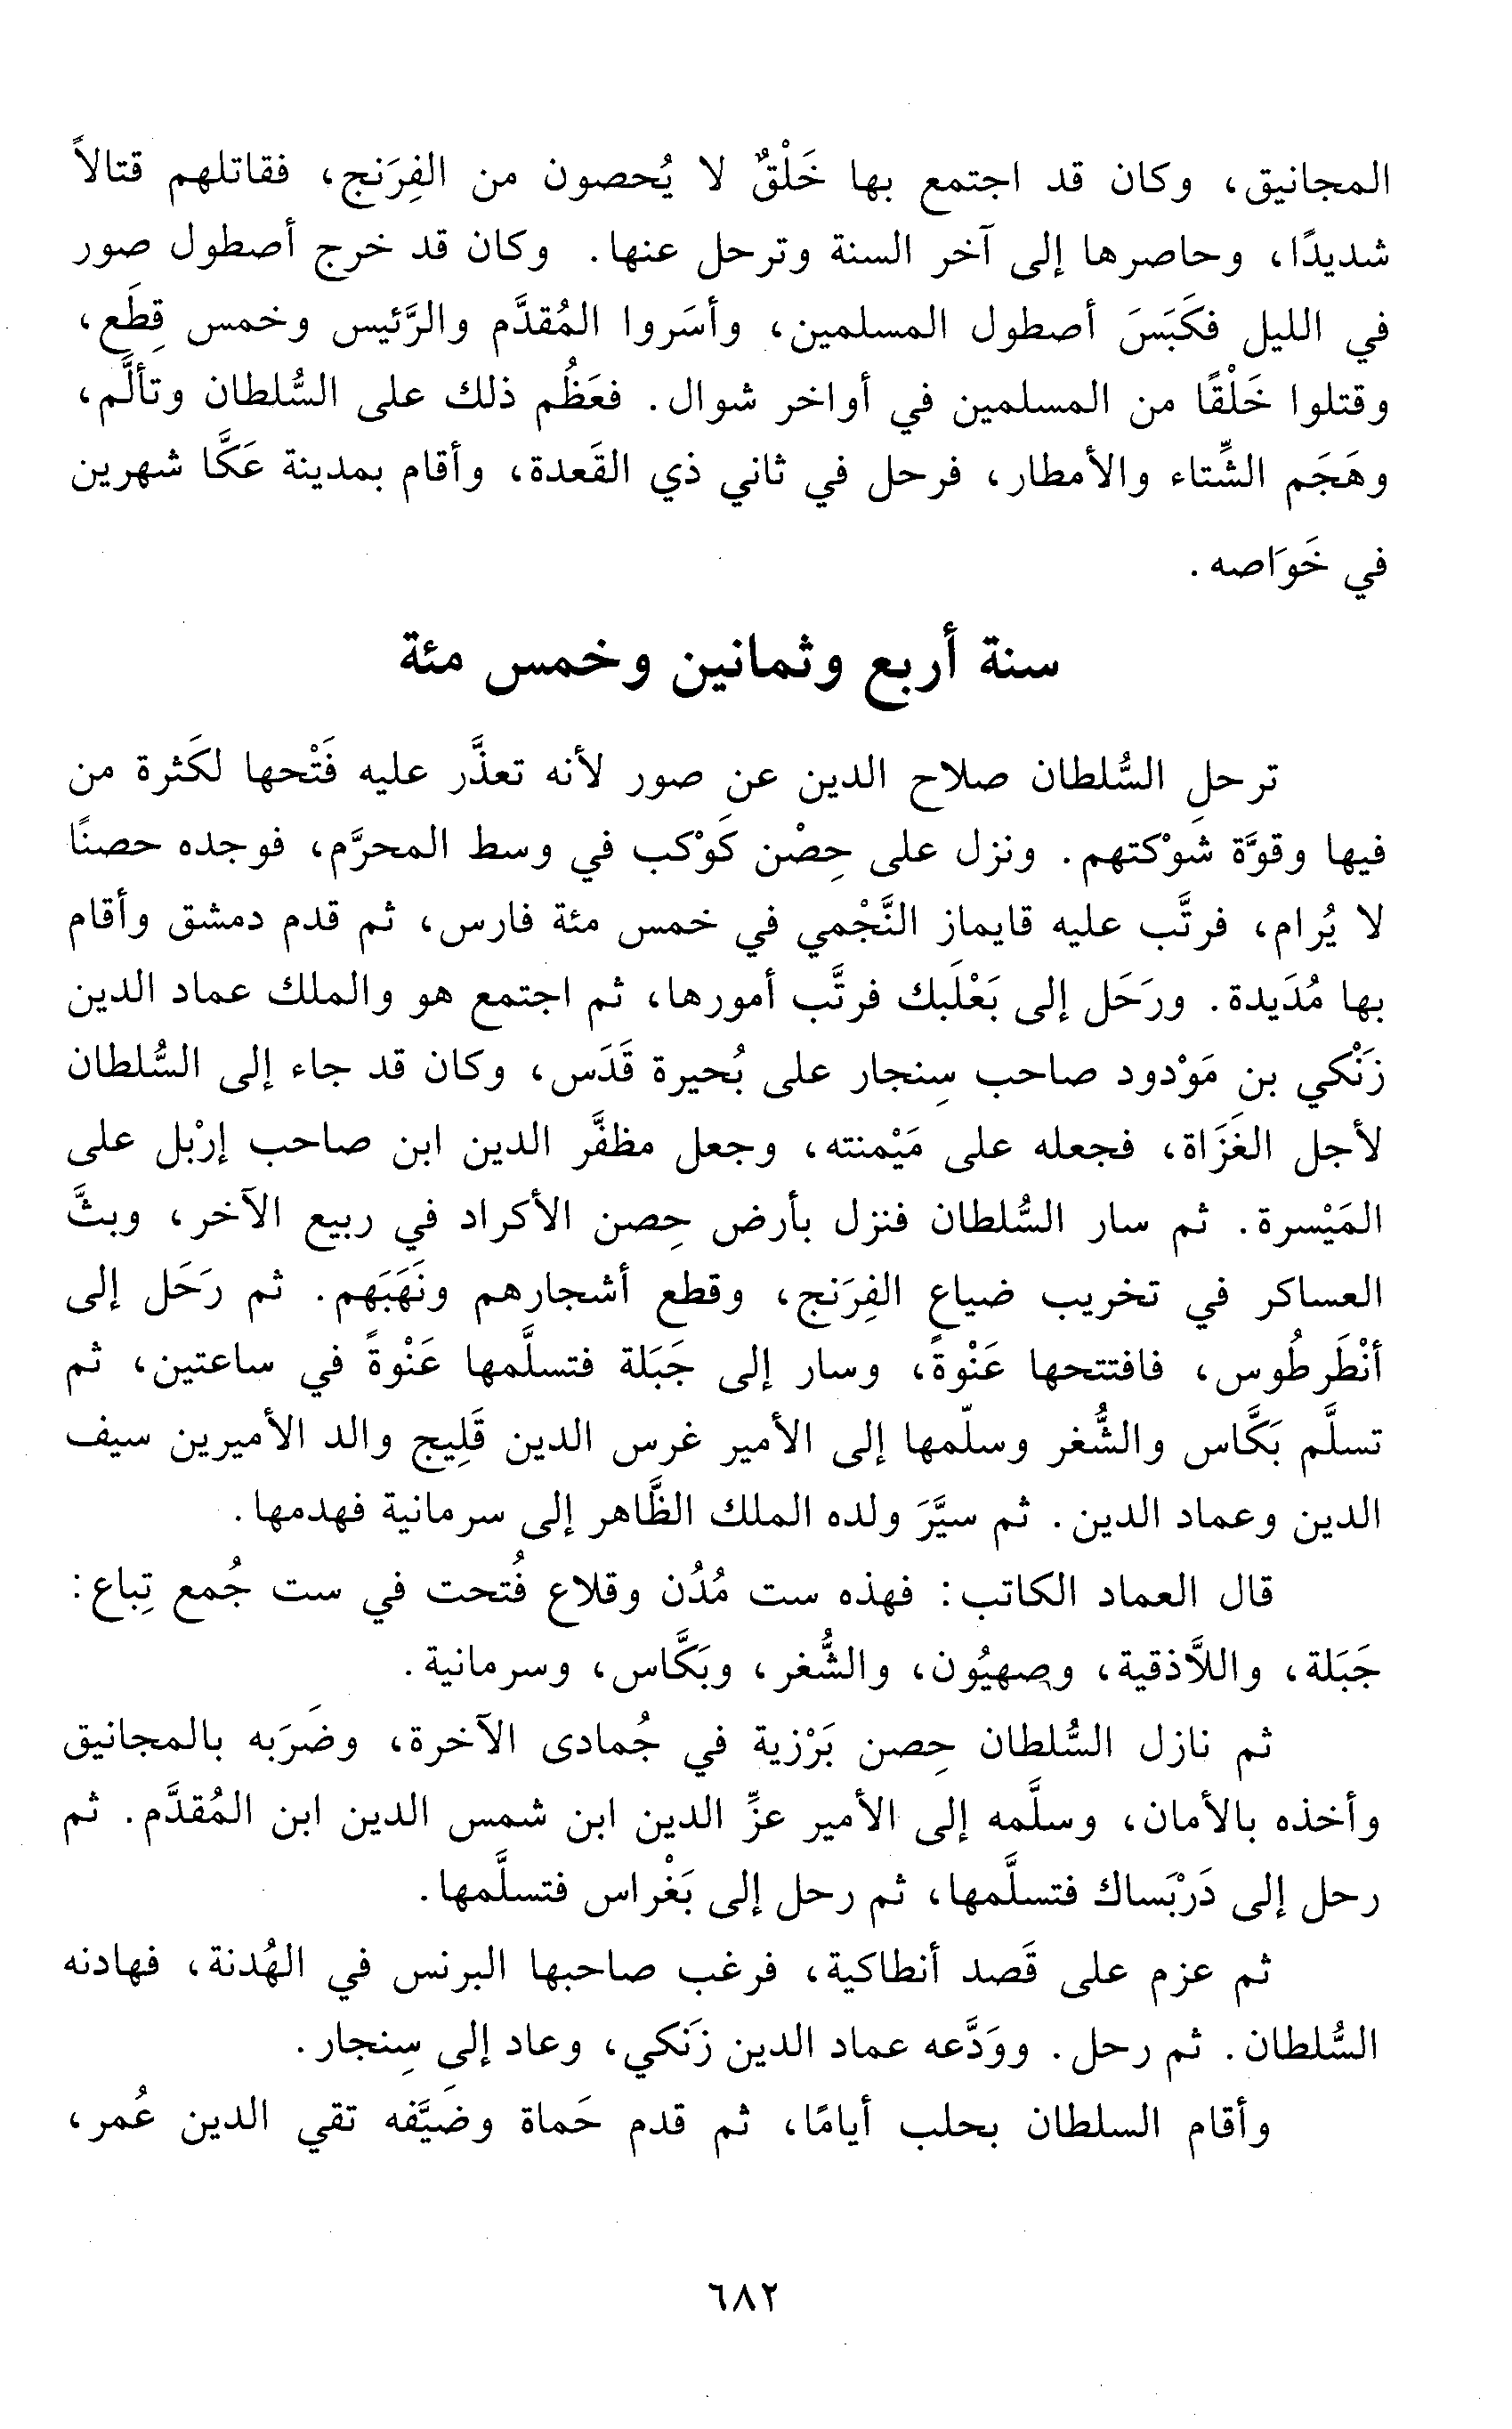 المجانيق، وكان قد اجتمع بها خَلْقٌ لا يُحصون من الفِرَنج، فقاتلهم قتالاً
شديدًا، وحاصرها إلى آخر السنة وترحل عنها. وكان قد خرج أصطول صور
في الليل فكَبَسَ أصطول المسلمين، وأسَروا المُقدَّم والرَّئيس وخمس قِطَع،
وقتلوا خَلْقًا من المسلمين في أواخر شوال. فعَظُم ذلك على السُّلطان وتألَّم،
وهَجَم الشِّتاء والأمطار، فرحل في ثاني ذي القَعدة، وأقام بمدينة عَكَّا شهرين
في خَوَاصه.
سنة أربع وثمانين وخمس مئة
ترحل السُّلطان صلاح الدين عن صور لأنه تعذَّر عليه فَتْحها لكَثرة من
فيها وقوَّة شَوْكتهم. ونزل على حِصْن كَوْكب في وسط المحرَّم، فوجده حصنًا
لا يُرام، فرتَّب عليه قايماز النَّجْمي في خمس مئة فارس، ثم قدم دمشق وأقام
بها مُدَيدة. ورَحَل إلى بَعْلَبك فرتَّب أمورها، ثم اجتمع هو والملك عماد الدين
زَنْكي بن مَوْدود صاحب سِنجار على بُحيرة قَدَس، وكان قد جاء إلى السُّلطان
لأجل الغَزَاة، فجعله على مَيْمنته، وجعل مظفَّر الدين ابن صاحب إرْبل على
المَيْسرة. ثم سار السُّلطان فنزل بأرض حِصن الأكراد في ربيع الآخر، وبثَّ
العساكر في تخريب ضياع الفِرَنج، وقطع أشجارهم ونَهَبَهم. ثم رَحَل إلى
أنْطَرطُوس، فافتتحها عَنْوةً، وسار إلى جَبَلة فتسلَّمها عَنْوةً في ساعتين، ثم
تسلَّم بَكَّاس والشُّغر وسلّمها إلى الأمير غرس الدين قَلِيج والد الأميرين سيف
الدين وعماد الدين. ثم سيَّرَ ولده الملك الظَّاهر إلى سرمانية فهدمها.
قال العماد الكاتب: فهذه ست مُدُن وقلاع فُتحت في ست جُمع تِباع:
جَبَلة، واللاَّذقية، وصهيُون، والشُّغر، وبَكَّاس، وسرمانية.
ثم نازل السُّلطان حِصن بَرْزية في جُمادى الآخرة، وضَرَبه بالمجانيق
وأخذه بالأمان، وسلَّمه إلى الأمير عزِّ الدين ابن شمس الدين ابن المُقدَّم. ثم
رحل إلى دَرْبَساك فتسلَّمها، ثم رحل إلى بَغْراس فتسلَّمها.
ثم عزم على قَصد أنطاكية، فرغب صاحبها البرنس في الهُدنة، فهادنه
السُّلطان. ثم رحل. ووَدَّعه عماد الدين زَنكي، وعاد إلى سِنجار.
وأقام السلطان بحلب أيامًا، ثم قدم حَماة وضَيَّفه تقي الدين عُمر،
٦٨٢